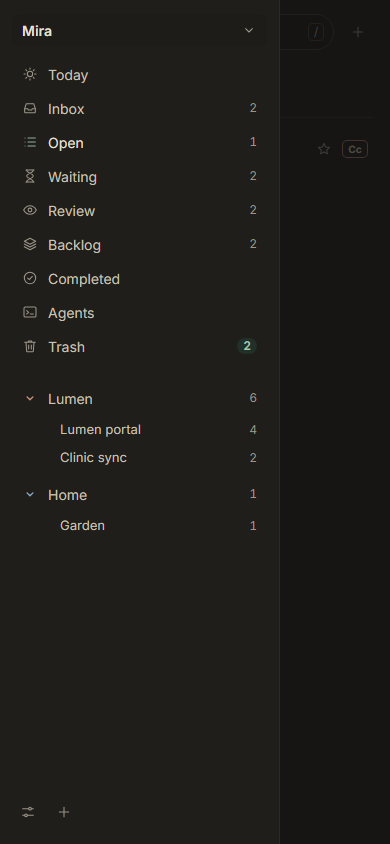 Mira
/
Today
Inbox 2
Open 1
Cc
Waiting 2
Review 2
Backlog 2
Completed
Agents
Trash 2
Lumen 6
Lumen portal 4
Clinic sync 2
Home 1
Garden 1